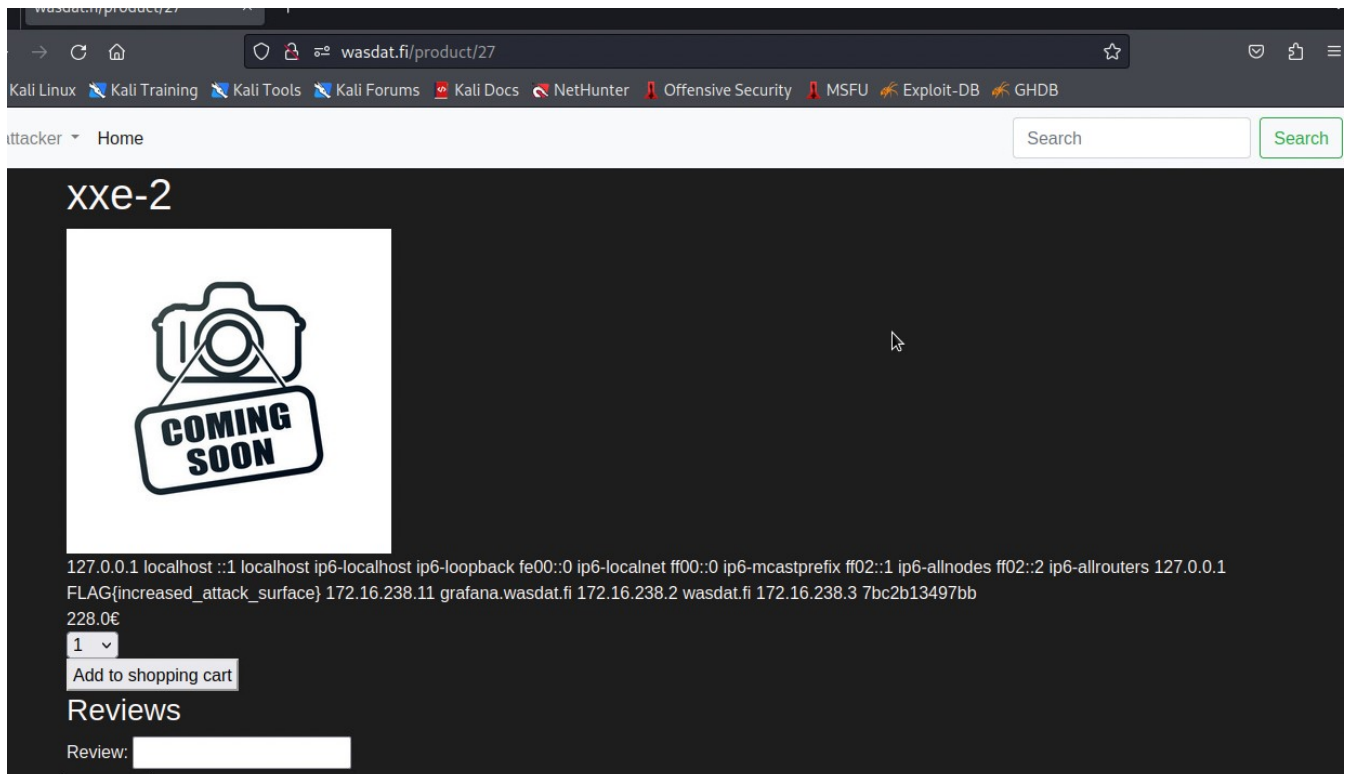 wasdat.fi/product/27
wasdat.fi/product/27
Kali Linux Kali Training Kali Tools Kali Forums Kali Docs NetHunter Offensive Security MSFU Exploit-DB GHDB
attacker Home Search Search
xxe-2
COMING
SOON
127.0.0.1 localhost ::1 localhost ip6-localhost ip6-loopback fe00::0 ip6-localnet ff00::0 ip6-mcastprefix ff02::1 ip6-allnodes ff02::2 ip6-allrouters 127.0.0.1
FLAG{increased_attack_surface} 172.16.238.11 grafana.wasdat.fi 172.16.238.2 wasdat.fi 172.16.238.3 7bc2b13497bb
228.0€
1
Add to shopping cart
Reviews
Review: